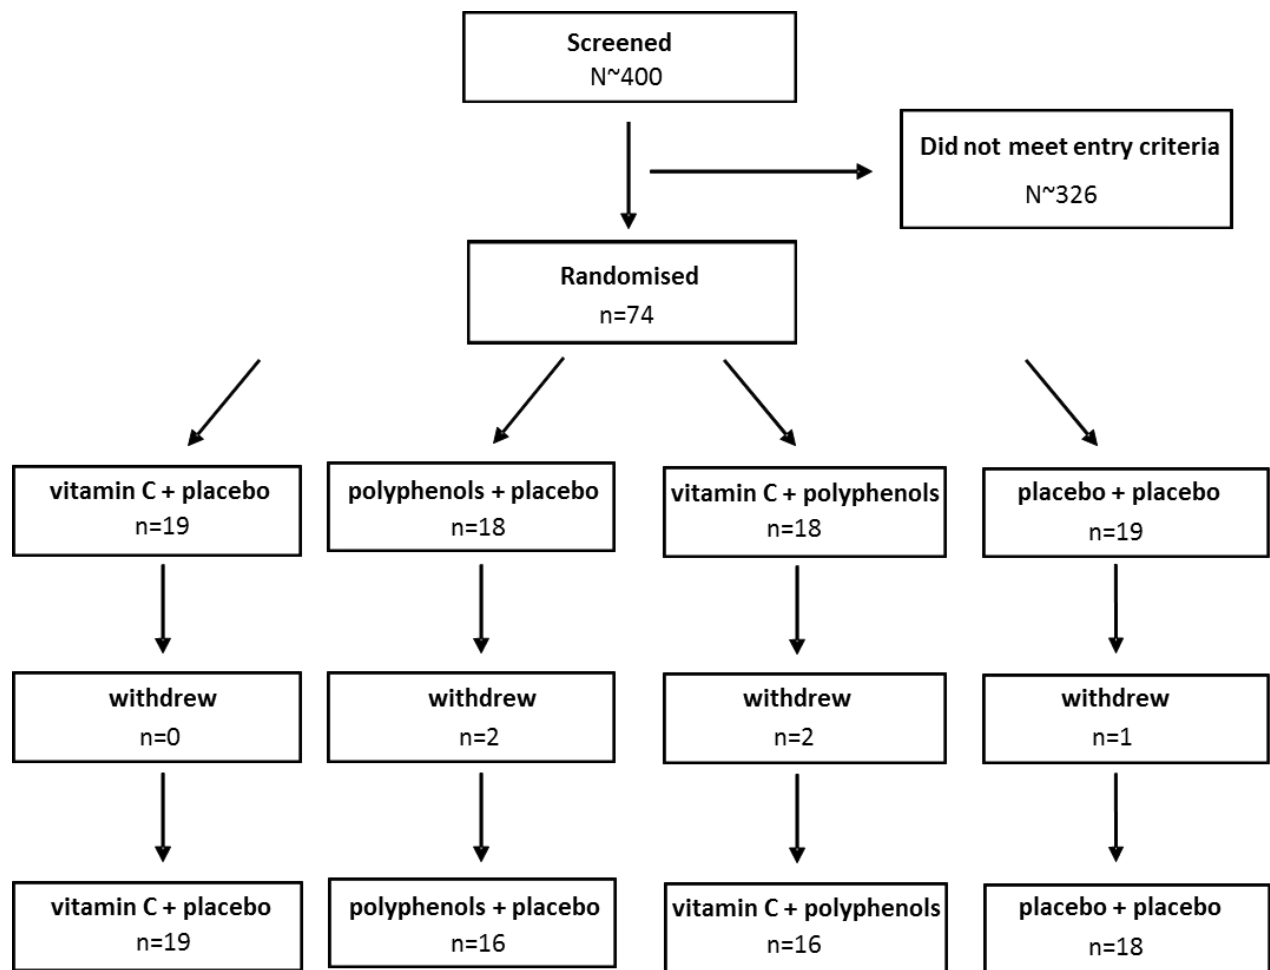 Screened
N~400
Did not meet entry criteria
N~326
Randomised
n=74
vitamin C + placebo
n=19
polyphenols + placebo
n=18
vitamin C + polyphenols
n=18
placebo + placebo
n=19
withdrew
n=0
withdrew
n=2
withdrew
n=2
withdrew
n=1
vitamin C + placebo
n=19
polyphenols + placebo
n=16
vitamin C + polyphenols
n=16
placebo + placebo
n=18